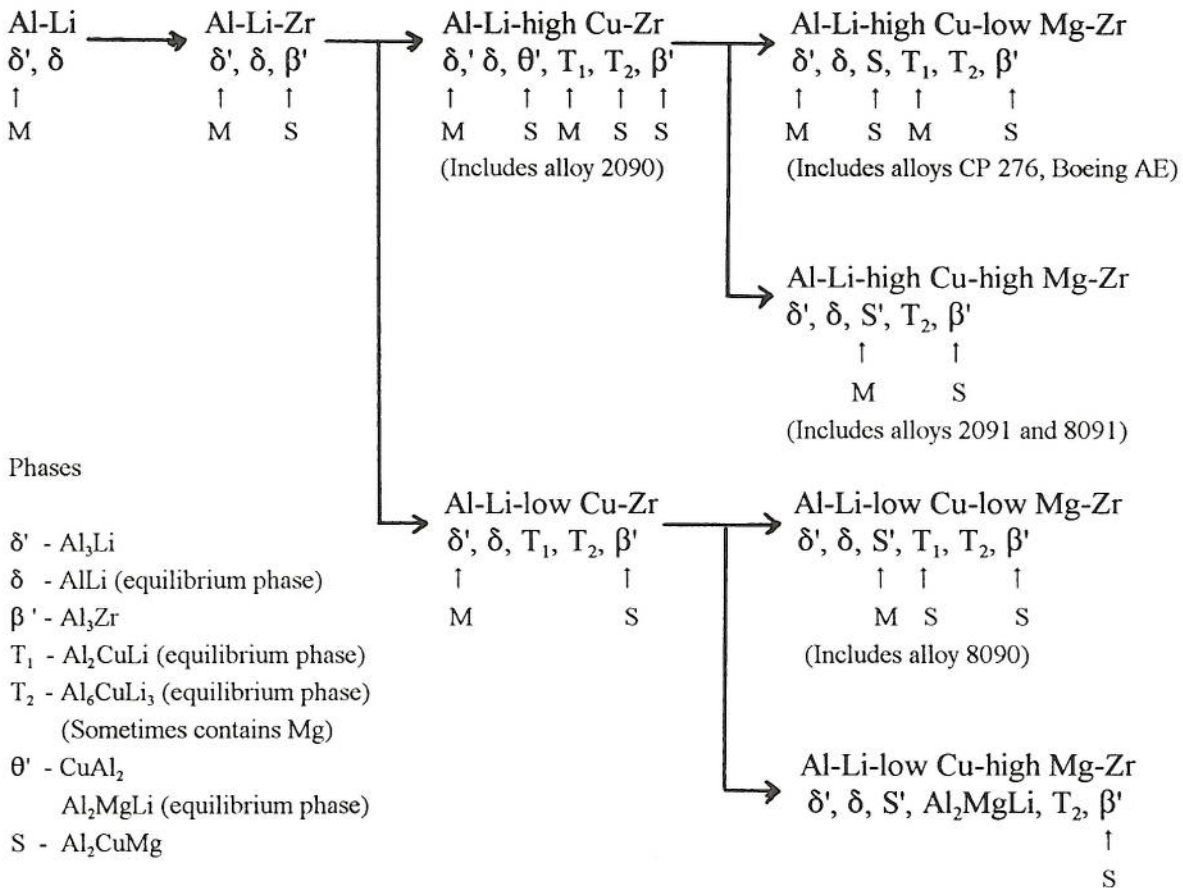 Al-Li
δ', δ
↑
M
Al-Li-Zr
δ', δ, β'
↑ ↑
M S
Al-Li-high Cu-Zr
δ,' δ, θ', T₁, T₂, β'
↑ ↑ ↑ ↑ ↑
M S M S S
(Includes alloy 2090)
Al-Li-high Cu-low Mg-Zr
δ', δ, S, T₁, T₂, β'
↑ ↑ ↑ ↑
M S M S
(Includes alloys CP 276, Boeing AE)
Al-Li-high Cu-high Mg-Zr
δ', δ, S', T₂, β'
↑ ↑
M S
(Includes alloys 2091 and 8091)
Al-Li-low Cu-Zr
δ', δ, T₁, T₂, β'
↑ ↑
M S
Al-Li-low Cu-low Mg-Zr
δ', δ, S', T₁, T₂, β'
↑ ↑ ↑
M S S
(Includes alloy 8090)
Al-Li-low Cu-high Mg-Zr
δ', δ, S', Al₂MgLi, T₂, β'
↑
S
Phases
δ' - Al₃Li
δ - AlLi (equilibrium phase)
β ' - Al₃Zr
T₁ - Al₂CuLi (equilibrium phase)
T₂ - Al₆CuLi₃ (equilibrium phase)
(Sometimes contains Mg)
θ' - CuAl₂
Al₂MgLi (equilibrium phase)
S - Al₂CuMg